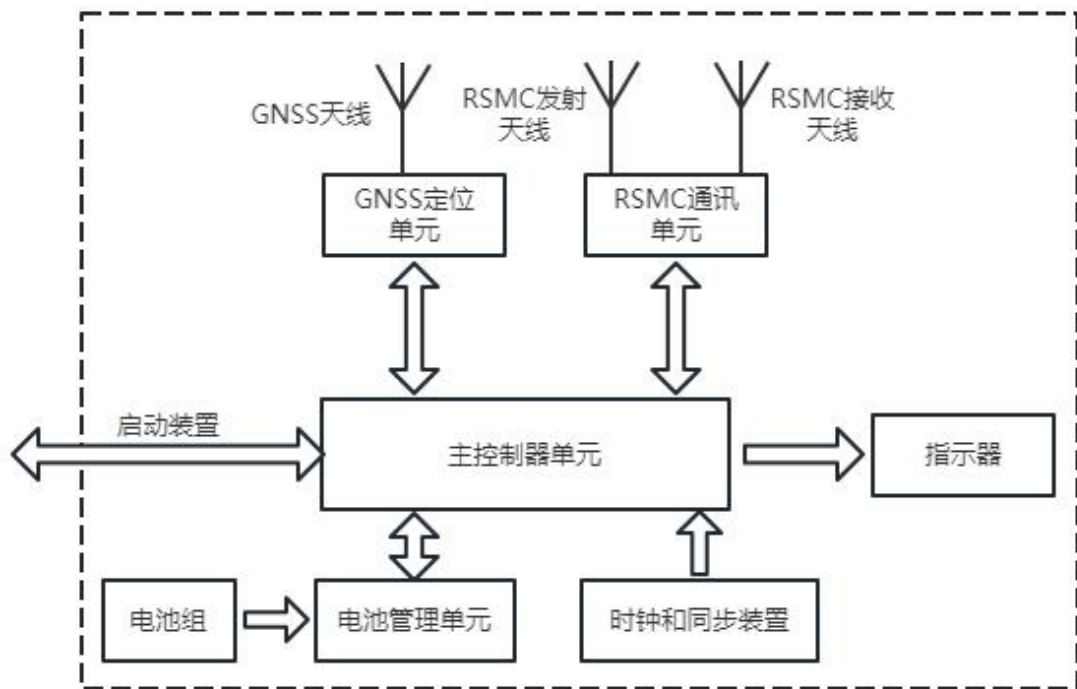 GNSS天线
RSMC发射
天线
RSMC接收
天线
GNSS定位
单元
RSMC通讯
单元
启动装置
主控制器单元
指示器
电池组
电池管理单元
时钟和同步装置